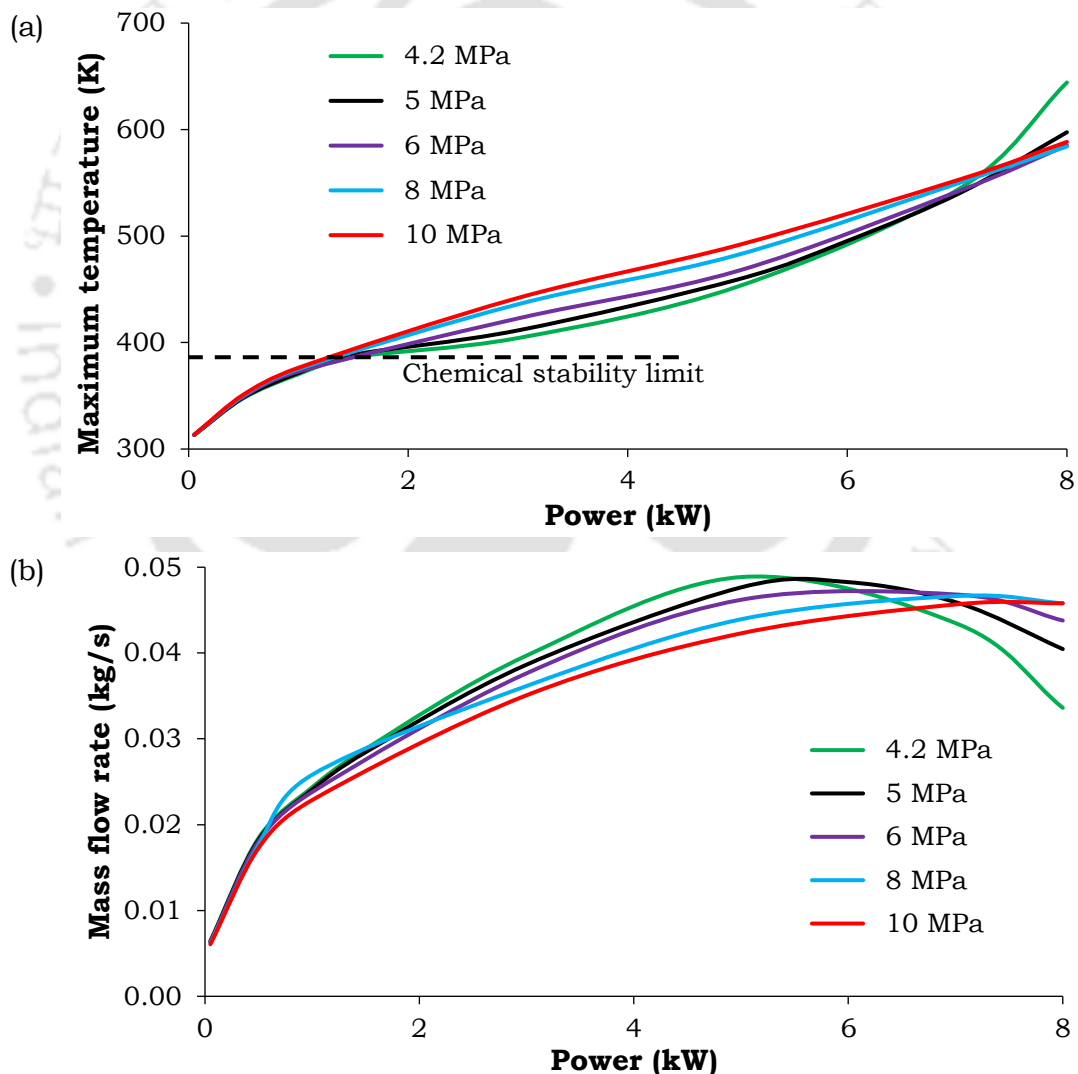 (a)
Maximum temperature (K)
700
600
500
400
300
4.2 MPa
5 MPa
6 MPa
8 MPa
10 MPa
Chemical stability limit
0 2 4 6 8
Power (kW)
(b)
Mass flow rate (kg/s)
0.05
0.04
0.03
0.02
0.01
0.00
4.2 MPa
5 MPa
6 MPa
8 MPa
10 MPa
0 2 4 6 8
Power (kW)